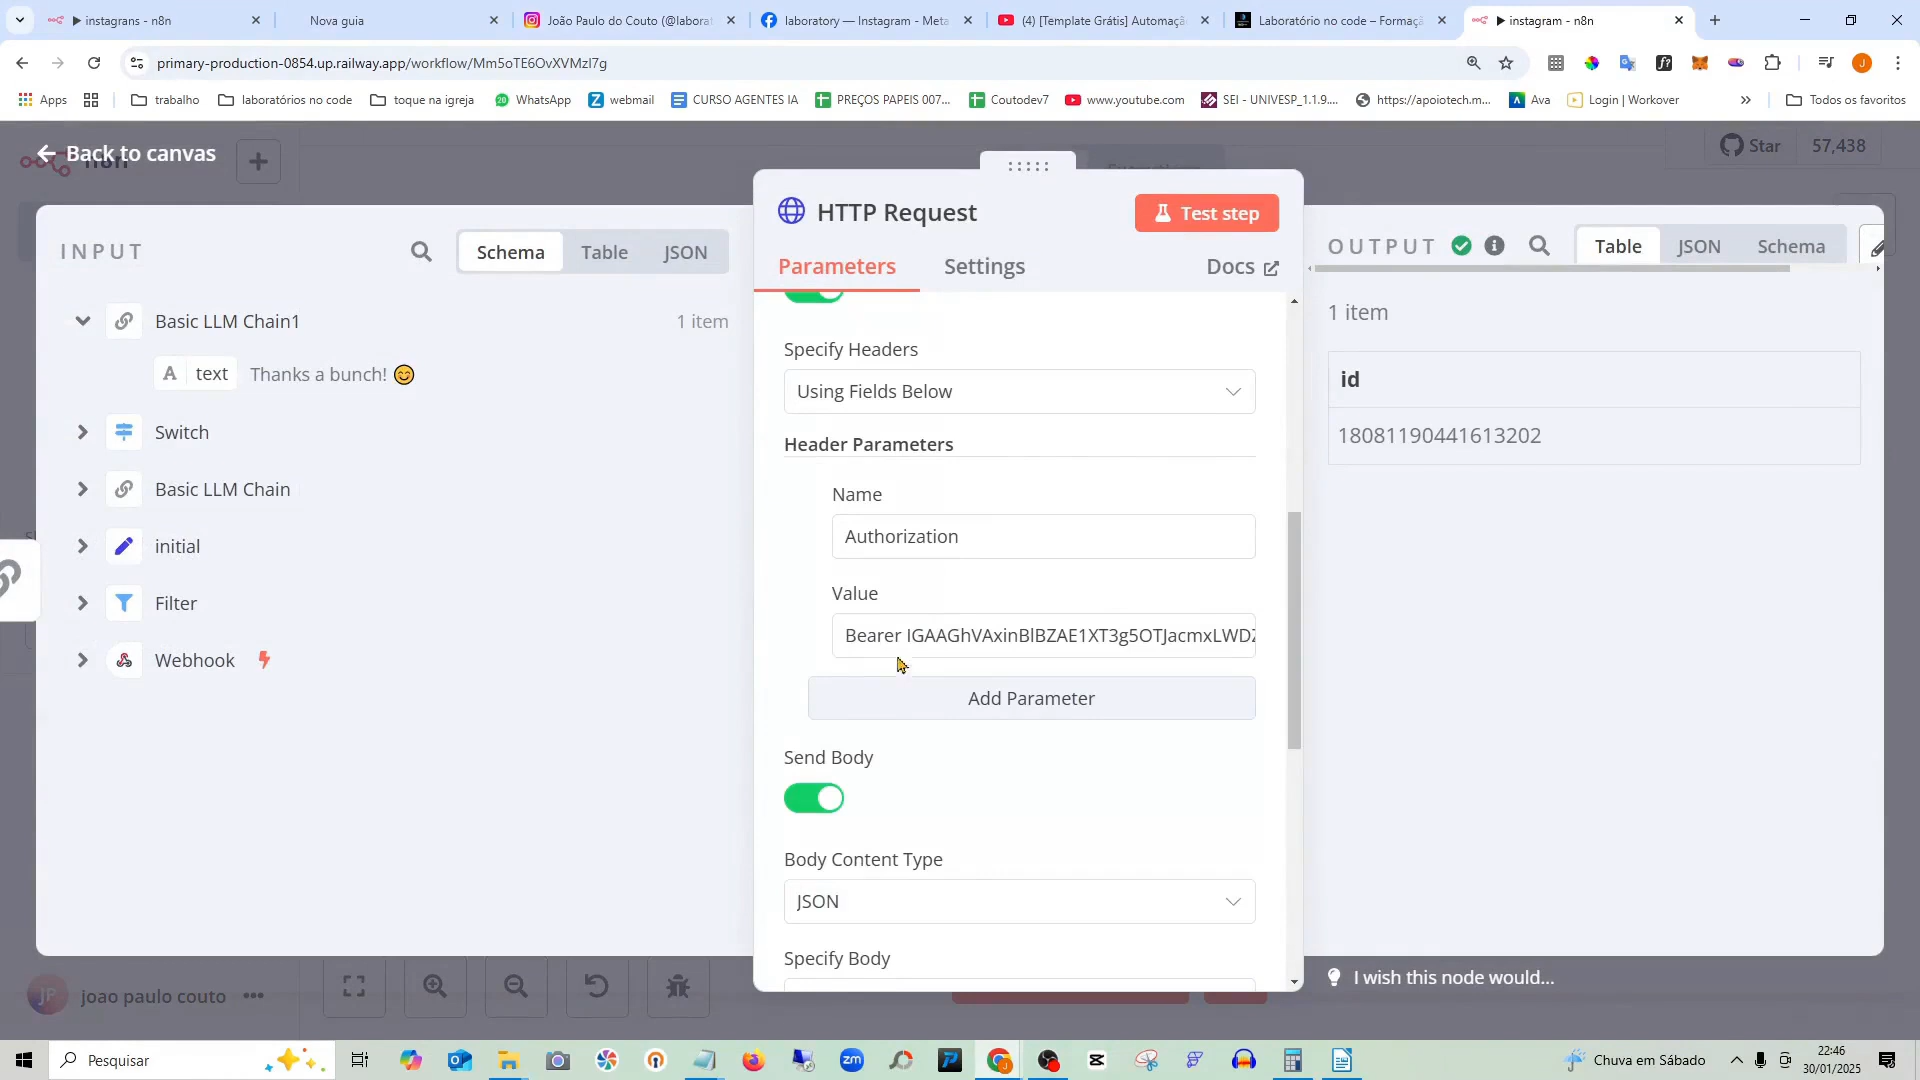 instagrans - n8n
Nova guia
João Paulo do Couto (@laborat
laboratory — Instagram - Meta
(4) [Template Grátis] Automaçã
Laboratório no code – Formaçã
instagram - n8n
primary-production-0854.up.railway.app/workflow/Mm5oTE6OvXVMzI7g
Apps
trabalho
laboratórios no code
toque na igreja
WhatsApp
webmail
CURSO AGENTES IA
PREÇOS PAPEIS 007...
Coutodev7
www.youtube.com
SEI - UNIVESP_1.1.9....
https://apoiotech.m...
Ava
Login | Workover
Todos os favoritos
Back to canvas
n8n
Star
57,438
HTTP Request
Test step
INPUT
Schema
Table
JSON
Parameters
Settings
Docs
OUTPUT
Table
JSON
Schema
Basic LLM Chain1
1 item
A text Thanks a bunch! 😊
Switch
Basic LLM Chain
initial
Filter
Webhook
Specify Headers
Using Fields Below
Header Parameters
Name
Authorization
Value
Bearer IGAAGhVAxinBlBZAE1XT3g5OTJacmxLWDZ
Add Parameter
Send Body
Body Content Type
JSON
Specify Body
1 item
id
18081190441613202
I wish this node would...
JP
joao paulo couto
Pesquisar
Chuva em Sábado
22:46
30/01/2025